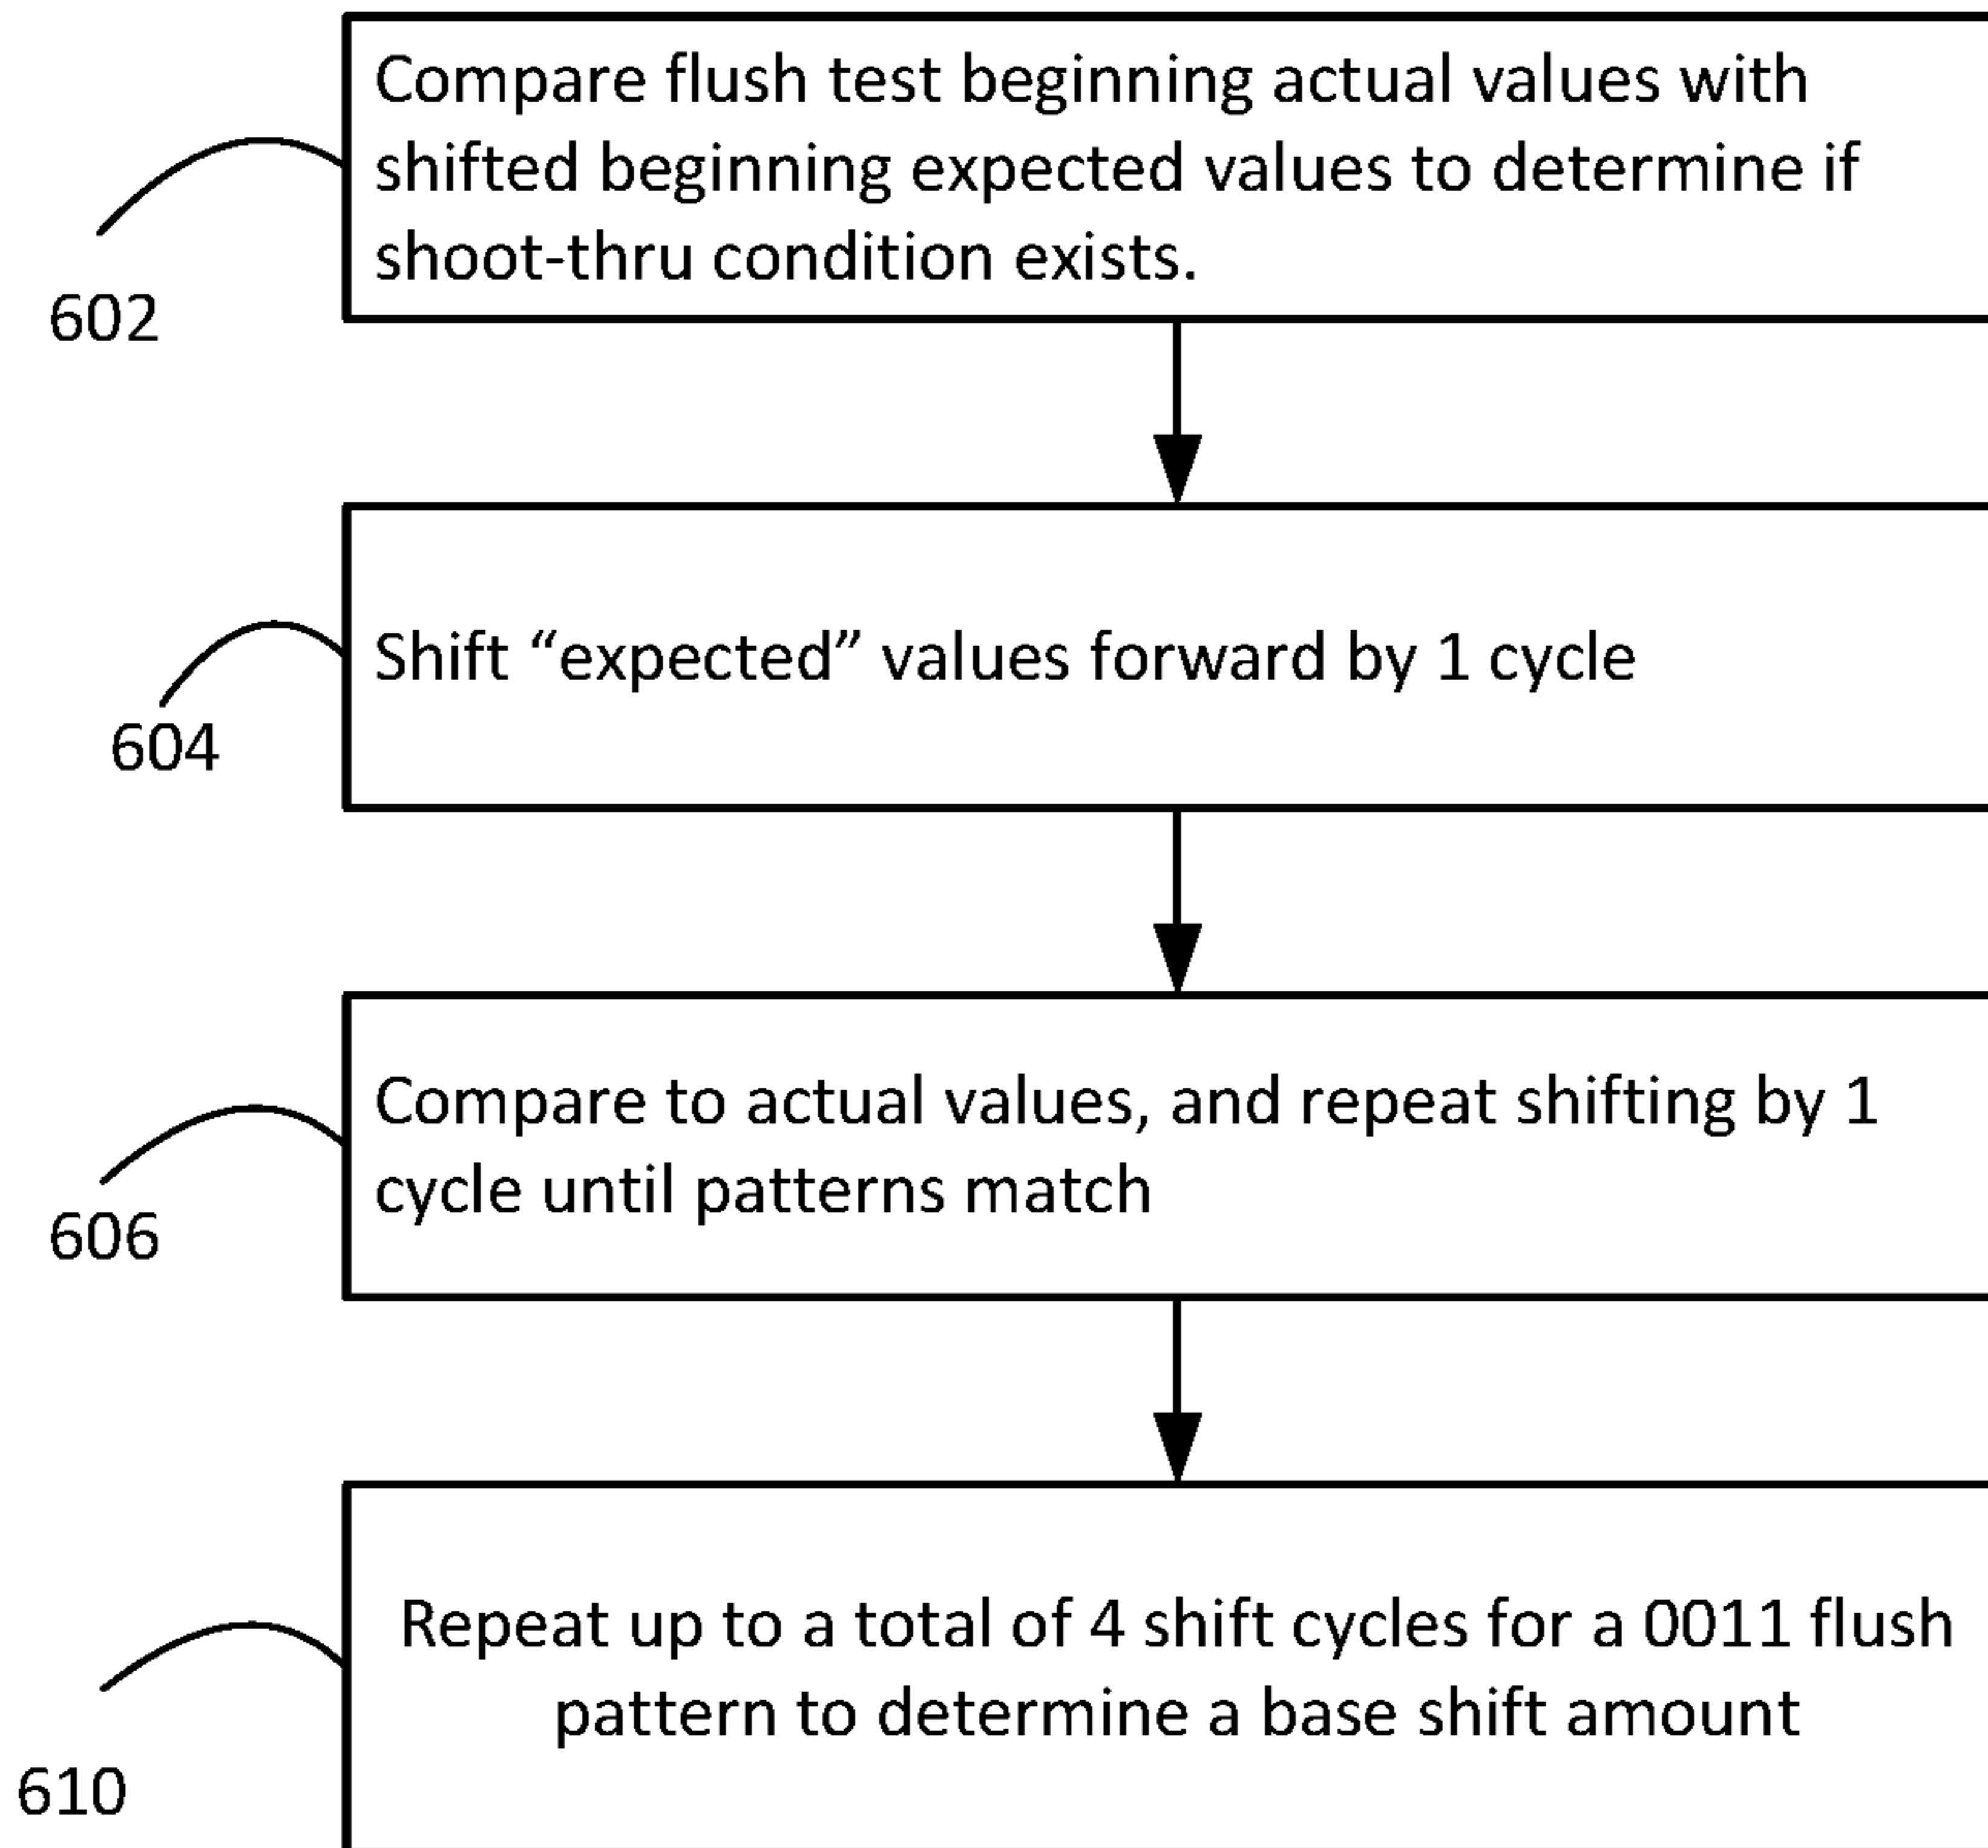 Compare flush test beginning actual values with
shifted beginning expected values to determine if
shoot-thru condition exists.
602
Shift “expected” values forward by 1 cycle
604
Compare to actual values, and repeat shifting by 1
cycle until patterns match
606
Repeat up to a total of 4 shift cycles for a 0011 flush
pattern to determine a base shift amount
610